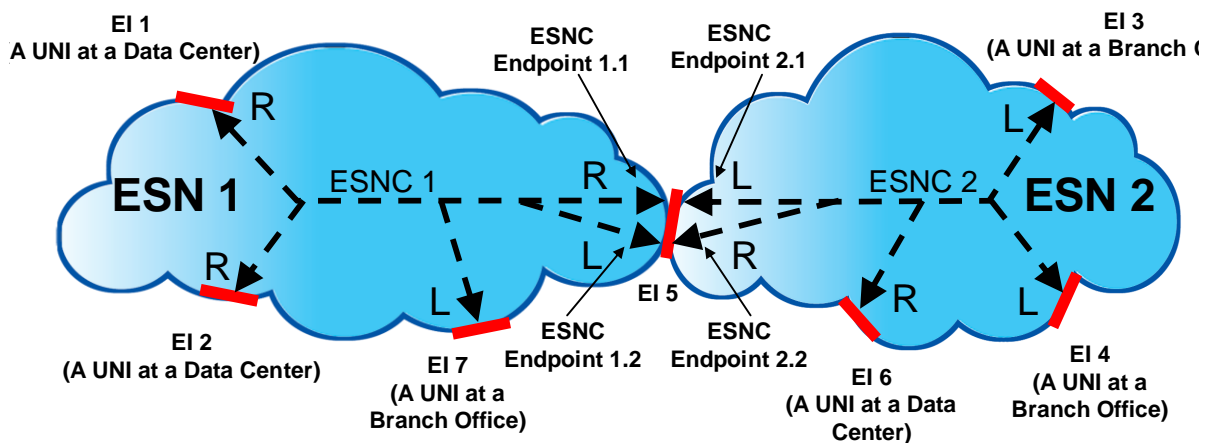 EI 1
(A UNI at a Data Center)
ESNC
Endpoint 1.1
ESNC
Endpoint 2.1
EI 3
(A UNI at a Branch
R
L
ESN 1
ESNC 1
R
L
ESNC 2
ESN 2
R
L
L
R
R
L
EI 5
EI 2
(A UNI at a Data Center)
EI 7
(A UNI at a
Branch Office)
ESNC
Endpoint 1.2
ESNC
Endpoint 2.2
EI 6
(A UNI at a Data
Center)
EI 4
(A UNI at a
Branch Office)